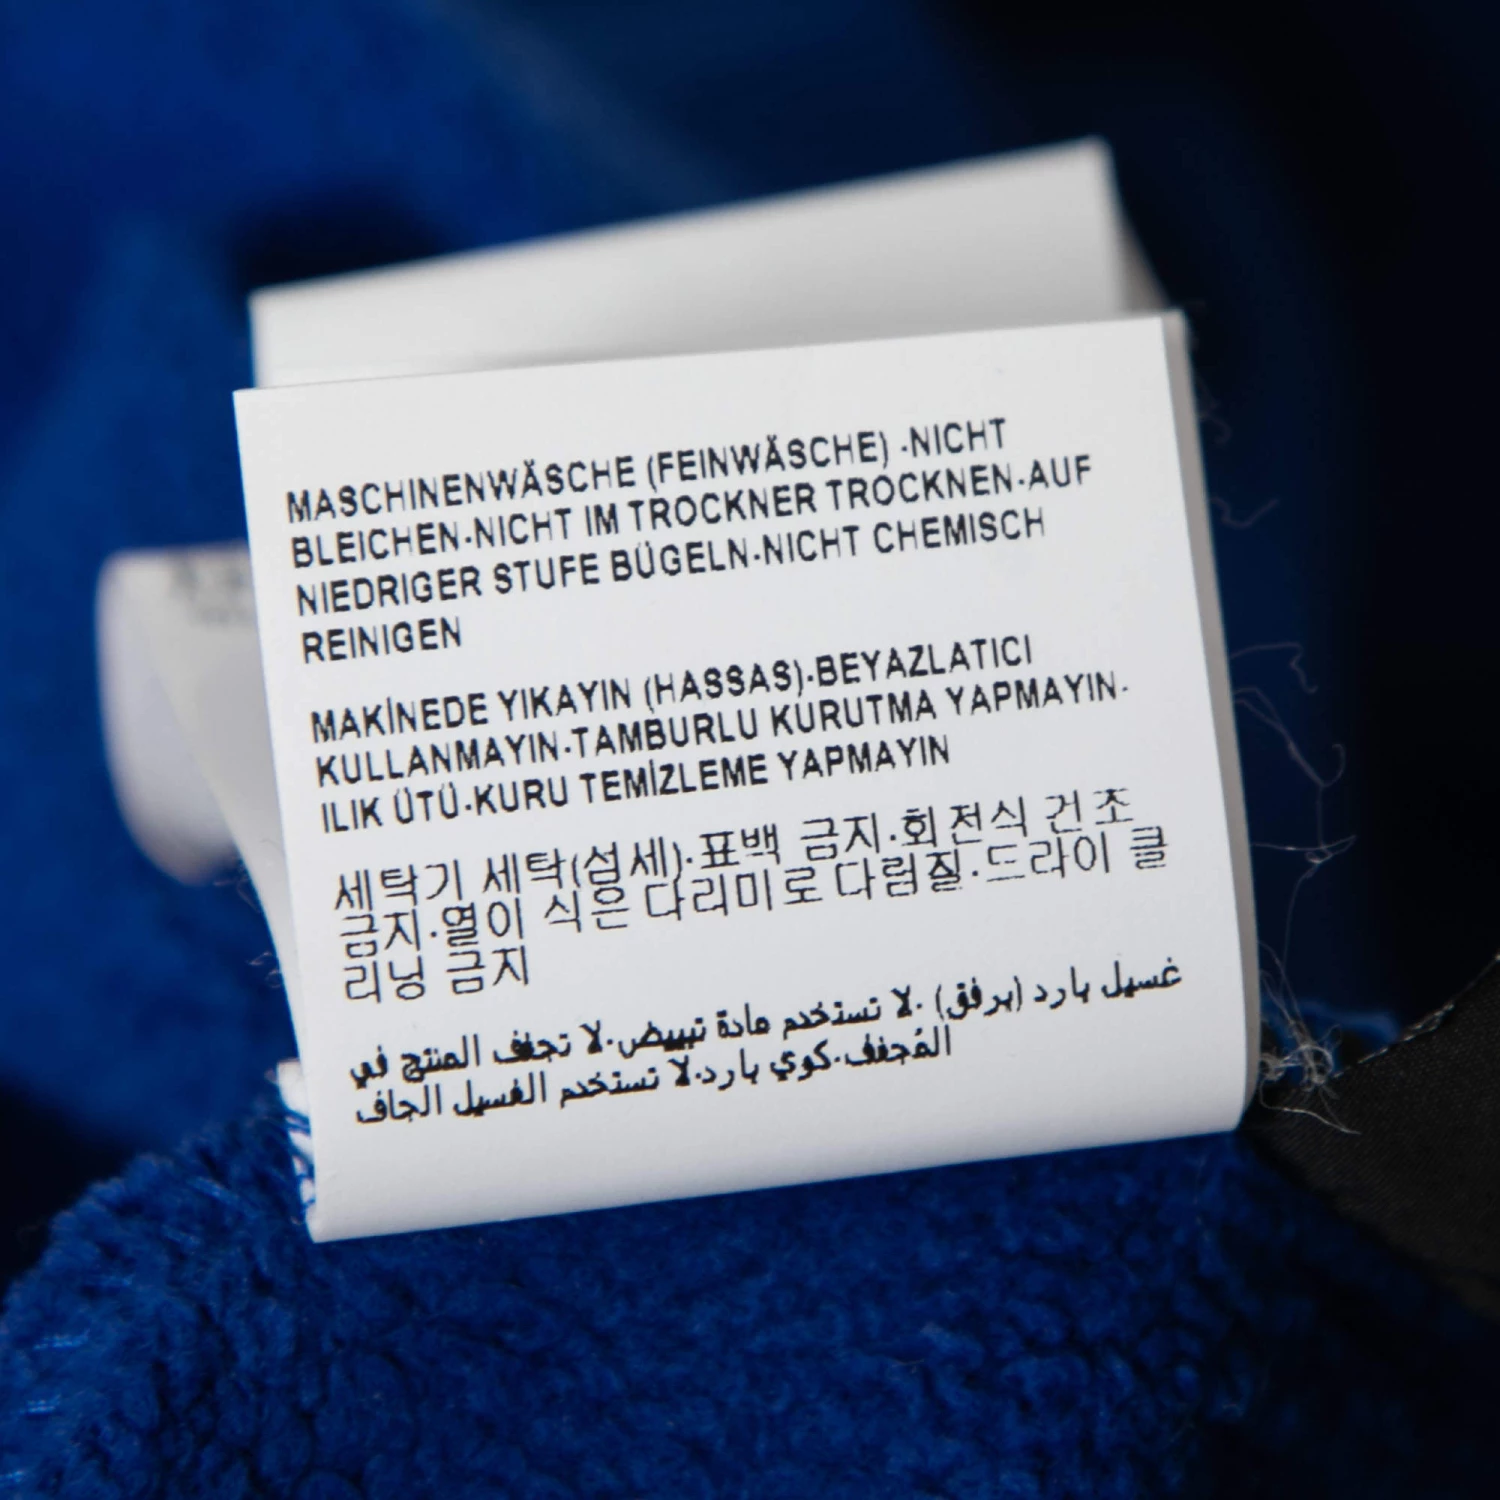 MASCHINENWÄSCHE (FEINWÄSCHE) -NICHT
BLEICHEN-NICHT IM TROCKNER TROCKNEN-AUF
NIEDRIGER STUFE BÜGELN-NICHT CHEMISCH
REINIGEN
MAKİNEDE YIKAYIN (HASSAS)-BEYAZLATICI
KULLANMAYIN-TAMBURLU KURUTMA YAPMAYIN-
ILIK ÜTÜ-KURU TEMİZLEME YAPMAYIN
세탁기 세탁(섬세)·표백 금지·회전식 건조
금지·열이 식은 다리미로 다림질·드라이 클
리닝 금지
غسيل بارد (برفق) .لا تستخدم مادة تبييض.لا تجفف المنتج في
المُجفف.كوي بارد.لا تستخدم الغسيل الجاف